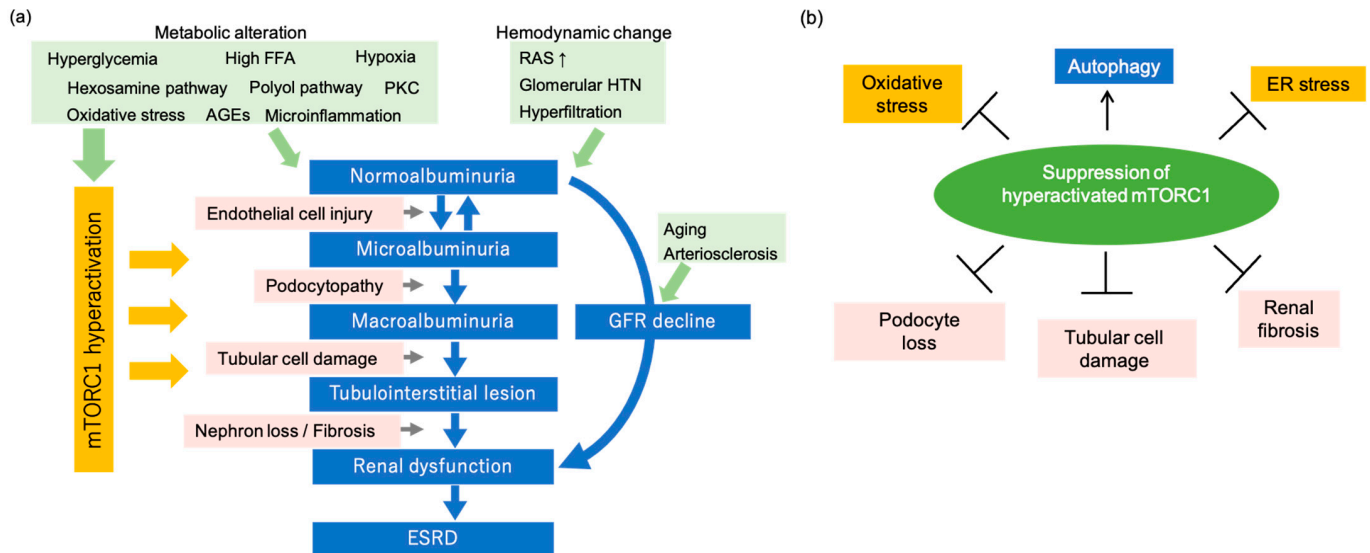 (a)
Metabolic alteration
Hyperglycemia High FFA Hypoxia
Hexosamine pathway Polyol pathway PKC
Oxidative stress AGEs Microinflammation
Hemodynamic change
RAS ↑
Glomerular HTN
Hyperfiltration
mTORC1 hyperactivation
Normoalbuminuria
Endothelial cell injury
Microalbuminuria
Podocytopathy
Macroalbuminuria
Tubular cell damage
Tubulointerstitial lesion
Nephron loss / Fibrosis
Renal dysfunction
ESRD
Aging
Arteriosclerosis
GFR decline
(b)
Oxidative
stress
Autophagy
ER stress
Suppression of
hyperactivated mTORC1
Podocyte
loss
Tubular cell
damage
Renal
fibrosis